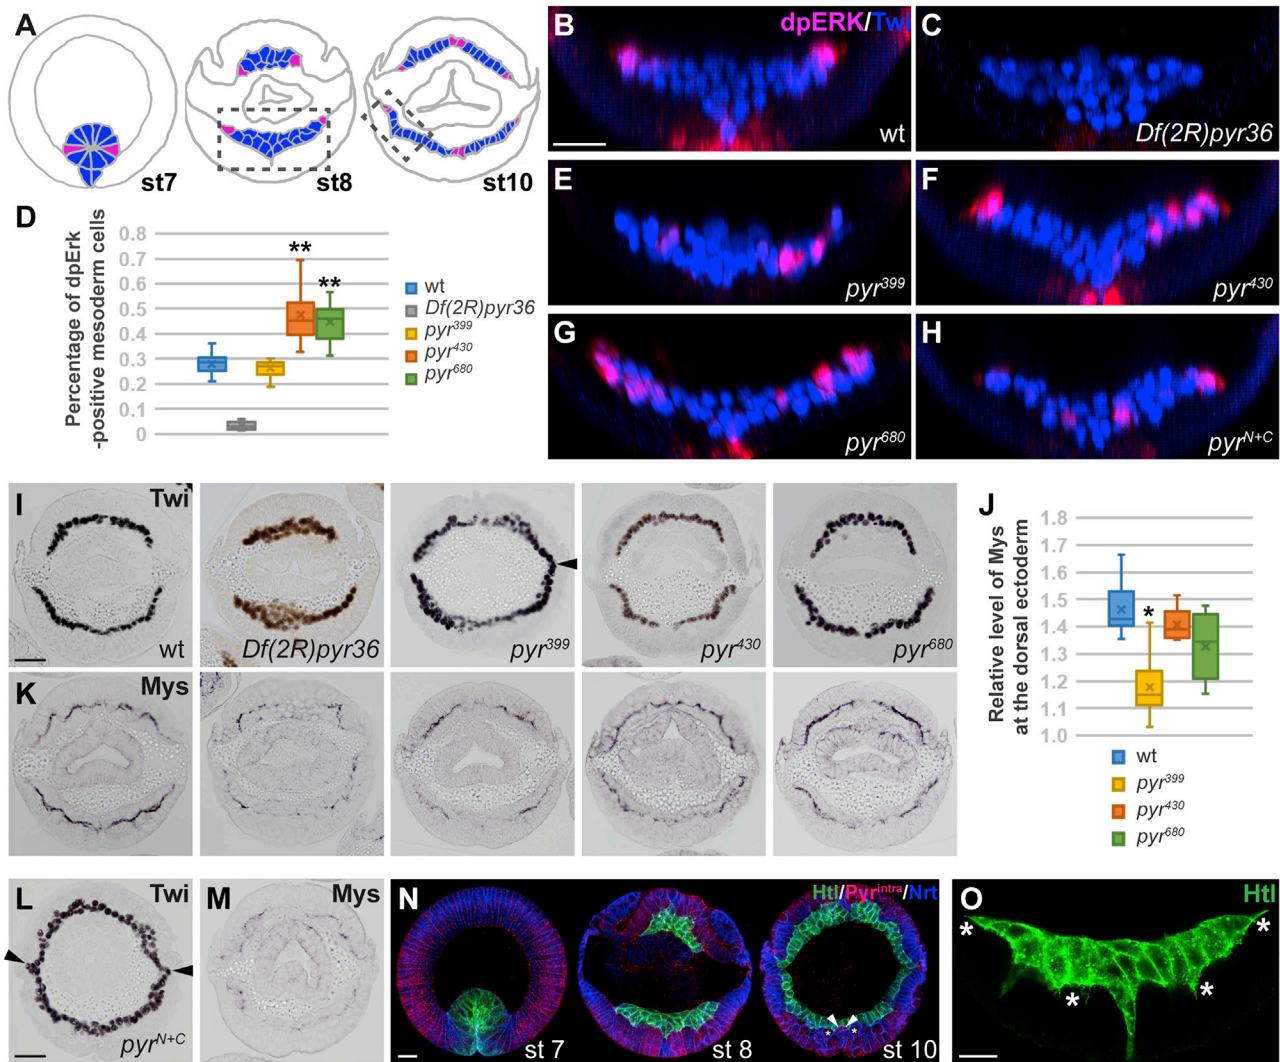 A
st7
st8
st10
B
dpERK/Twi
wt
C
Df(2R)pyr36
D
Percentage of dpErk
-positive mesoderm cells
0.8
0.7
0.6
0.5
0.4
0.3
0.2
0.1
0
**
**
wt
Df(2R)pyr36
pyr399
pyr430
pyr680
E
pyr399
F
pyr430
G
pyr680
H
pyrN+C
I
Twi
wt
Df(2R)pyr36
pyr399
pyr430
pyr680
J
Relative level of Mys
at the dorsal ectoderm
1.8
1.7
1.6
1.5
1.4
1.3
1.2
1.1
1.0
*
wt
pyr399
pyr430
pyr680
K
Mys
L
Twi
pyrN+C
M
Mys
N
Htl/Pyrintra/Nrt
st 7
st 8
st 10
* *
O
Htl
* *
* *